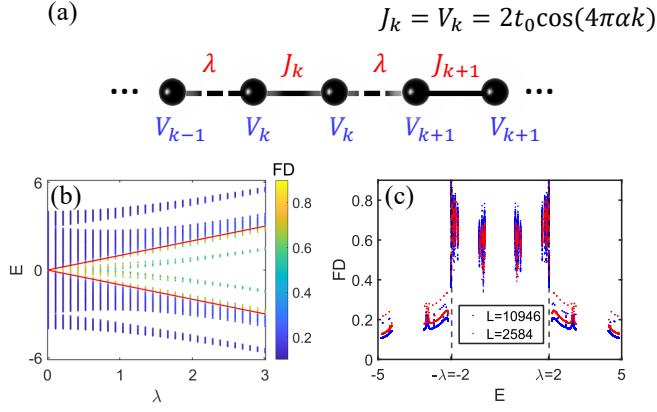 (a)
J_k = V_k = 2t_0cos(4παk)
λ J_k λ J_{k+1}
... ...
V_{k-1} V_k V_k V_{k+1} V_{k+1}
(b) FD
6
0
-6
E
0 1 2 3
λ
0.8
0.6
0.4
0.2
(c)
0.8
0.6
0.4
0.2
0
FD
L=10946
L=2584
-5 -λ=-2 λ=2 5
E